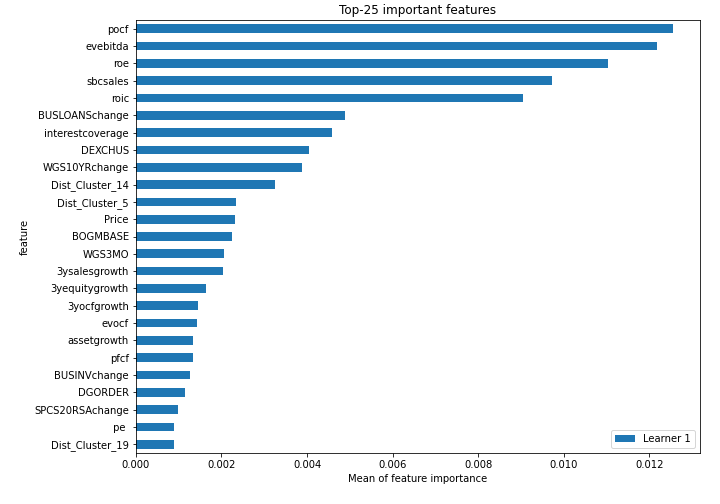 Top-25 important features
pocf
evebitda
roe
sbcsales
roic
BUSLOANSchange
interestcoverage
DEXCHUS
WGS10YRchange
Dist_Cluster_14
Dist_Cluster_5
Price
BOGMBASE
WGS3MO
3ysalesgrowth
3yequitygrowth
3yocfgrowth
evocf
assetgrowth
pfcf
BUSINVchange
DGORDER
SPCS20RSAchange
pe
Dist_Cluster_19
feature
Learner 1
0.000 0.002 0.004 0.006 0.008 0.010 0.012
Mean of feature importance